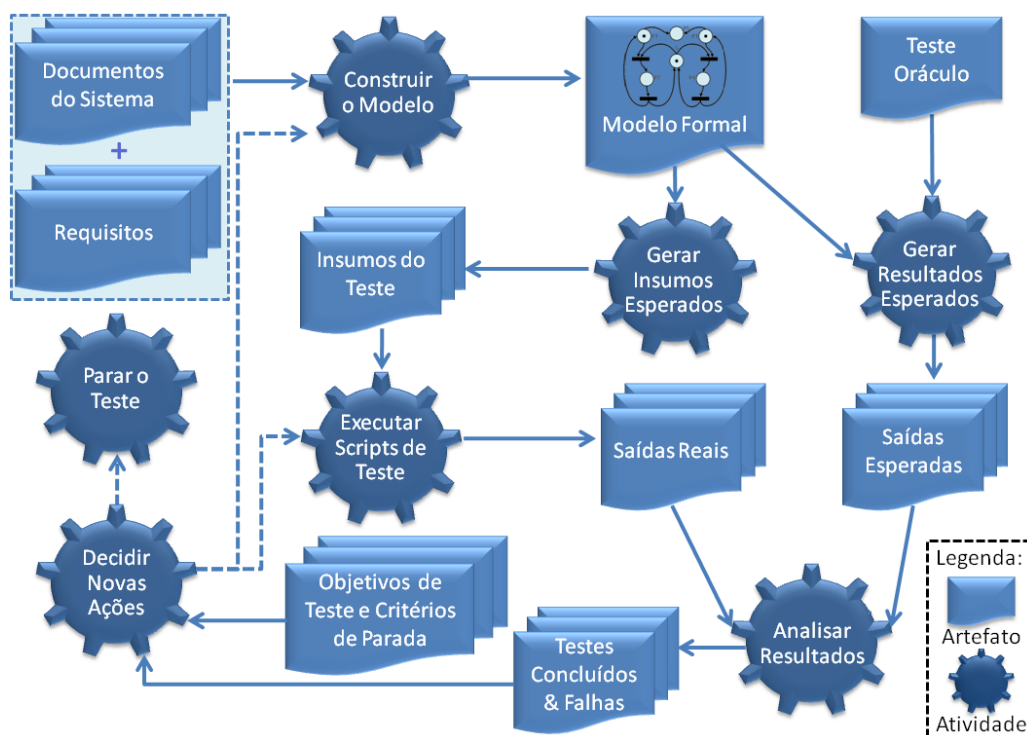 Documentos
do Sistema
+
Requisitos
Construir
o Modelo
Modelo Formal
Teste
Oráculo
Insumos do
Teste
Gerar
Insumos
Esperados
Gerar
Resultados
Esperados
Parar o
Teste
Executar
Scripts de
Teste
Saídas Reais
Saídas
Esperadas
Decidir
Novas
Ações
Objetivos de
Teste e Critérios
de Parada
Testes
Concluídos
& Falhas
Analisar
Resultados
Legenda:
Artefato
Atividade